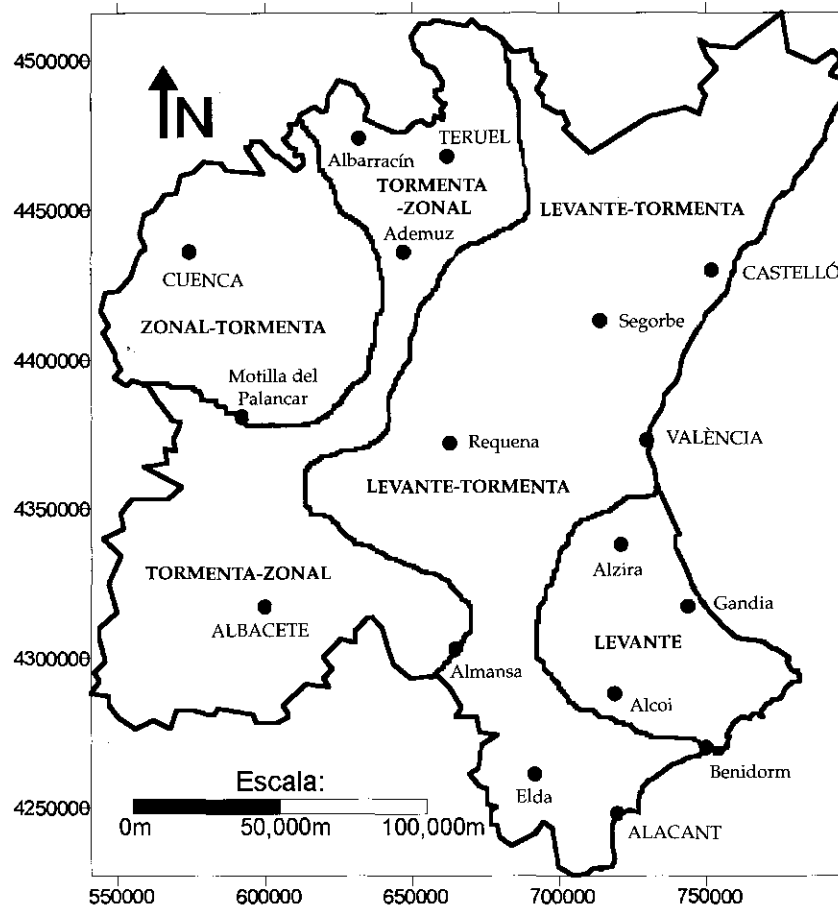 4500000
N
TERUEL
Albarracín
TORMENTA
-ZONAL
LEVANTE-TORMENTA
4450000
Ademuz
CUENCA
CASTELLÓ
ZONAL-TORMENTA
Segorbe
4400000
Motilla del
Palancar
Requena
VALÈNCIA
LEVANTE-TORMENTA
4350000
Alzira
TORMENTA-ZONAL
Gandia
ALBACETE
LEVANTE
4300000
Almansa
Alcoi
Benidorm
Escala:
Elda
4250000
0m 50,000m 100,000m
ALACANT
550000 600000 650000 700000 750000